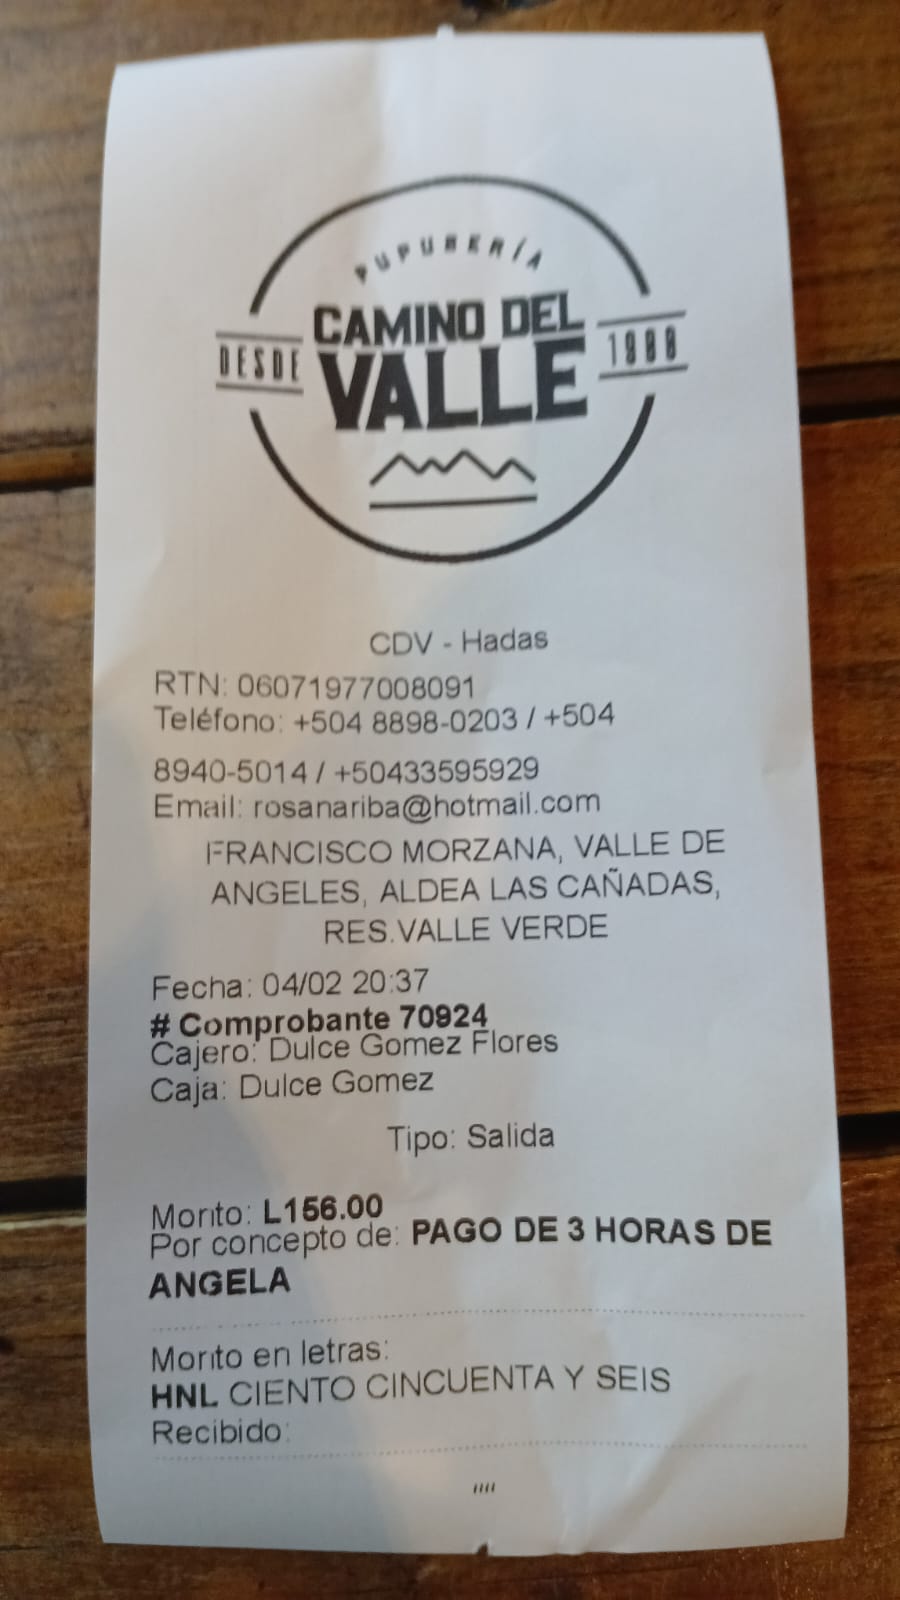 PUPUSERÍA
DESDE CAMINO DEL 1988
VALLE
CDV - Hadas
RTN: 06071977008091
Teléfono: +504 8898-0203 / +504
8940-5014 / +50433595929
Email: rosanariba@hotmail.com
FRANCISCO MORZANA, VALLE DE
ANGELES, ALDEA LAS CAÑADAS,
RES.VALLE VERDE
Fecha: 04/02 20:37
# Comprobante 70924
Cajero: Dulce Gomez Flores
Caja: Dulce Gomez
Tipo: Salida
Monto: L156.00
Por concepto de: PAGO DE 3 HORAS DE
ANGELA
Monto en letras:
HNL CIENTO CINCUENTA Y SEIS
Recibido:
////